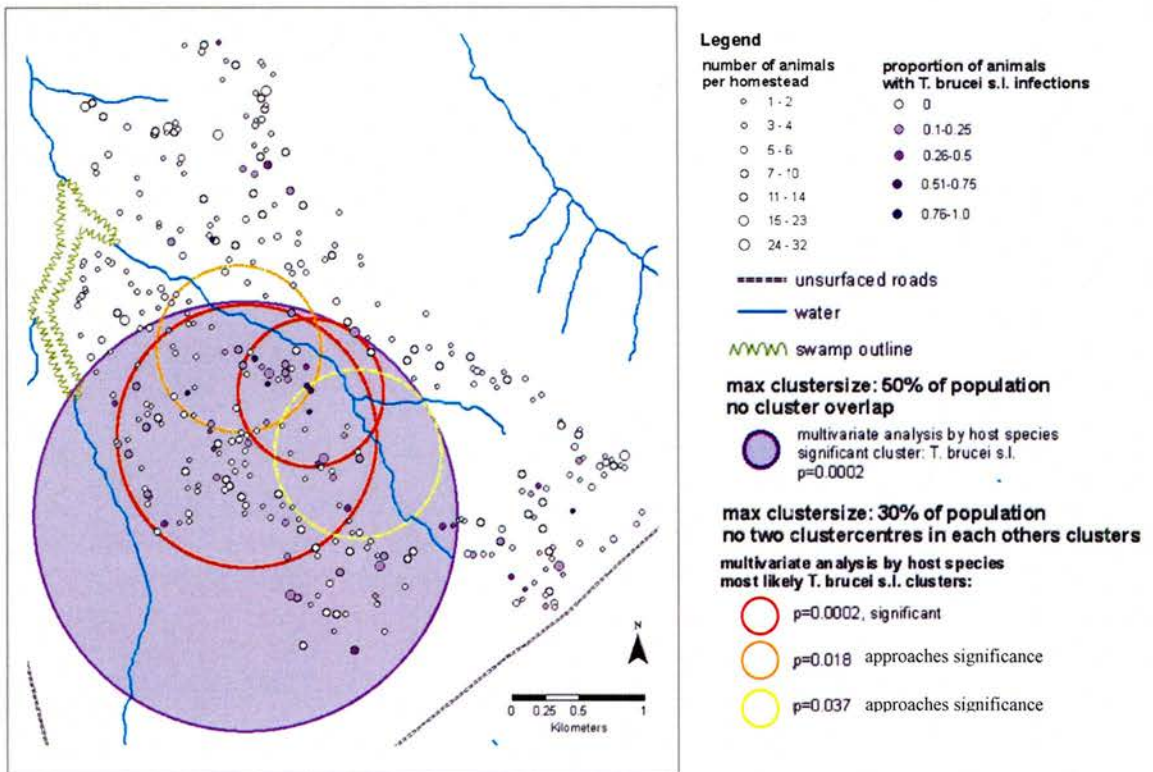 N
0 0.25 0.5 1
Kilometers
Legend
number of animals
per homestead
1 - 2
3 - 4
5 - 6
7 - 10
11 - 14
15 - 23
24 - 32
proportion of animals
with T. brucei s.l. infections
0
0.1-0.25
0.26-0.5
0.51-0.75
0.76-1.0
unsurfaced roads
water
swamp outline
max clustersize: 50% of population
no cluster overlap
multivariate analysis by host species
significant cluster: T. brucei s.l.
p=0.0002
max clustersize: 30% of population
no two clustercentres in each others clusters
multivariate analysis by host species
most likely T. brucei s.l. clusters:
p=0.0002, significant
p=0.018 approaches significance
p=0.037 approaches significance